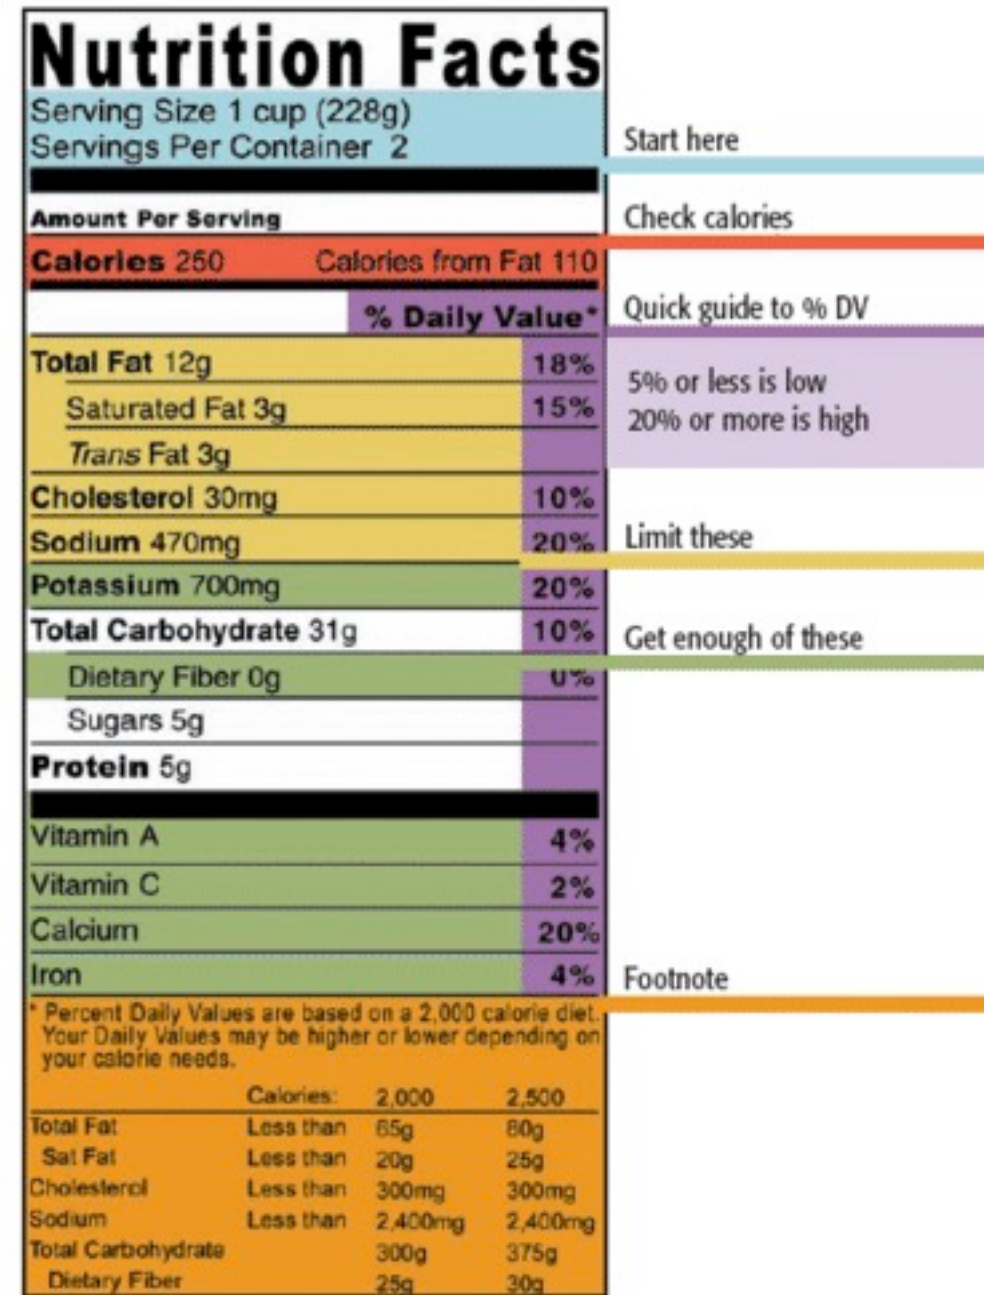 Nutrition Facts
Serving Size 1 cup (228g)
Servings Per Container 2
Start here
Amount Per Serving
Check calories
Calories 250 Calories from Fat 110
% Daily Value*
Quick guide to % DV
Total Fat 12g 18%
5% or less is low
Saturated Fat 3g 15%
20% or more is high
Trans Fat 3g
Cholesterol 30mg 10%
Sodium 470mg 20%
Limit these
Potassium 700mg 20%
Total Carbohydrate 31g 10%
Get enough of these
Dietary Fiber 0g 0%
Sugars 5g
Protein 5g
Vitamin A 4%
Vitamin C 2%
Calcium 20%
Iron 4%
Footnote
* Percent Daily Values are based on a 2,000 calorie diet.
Your Daily Values may be higher or lower depending on
your calorie needs.
Calories: 2,000 2,500
Total Fat Less than 65g 80g
Sat Fat Less than 20g 25g
Cholesterol Less than 300mg 300mg
Sodium Less than 2,400mg 2,400mg
Total Carbohydrate 300g 375g
Dietary Fiber 25g 30g